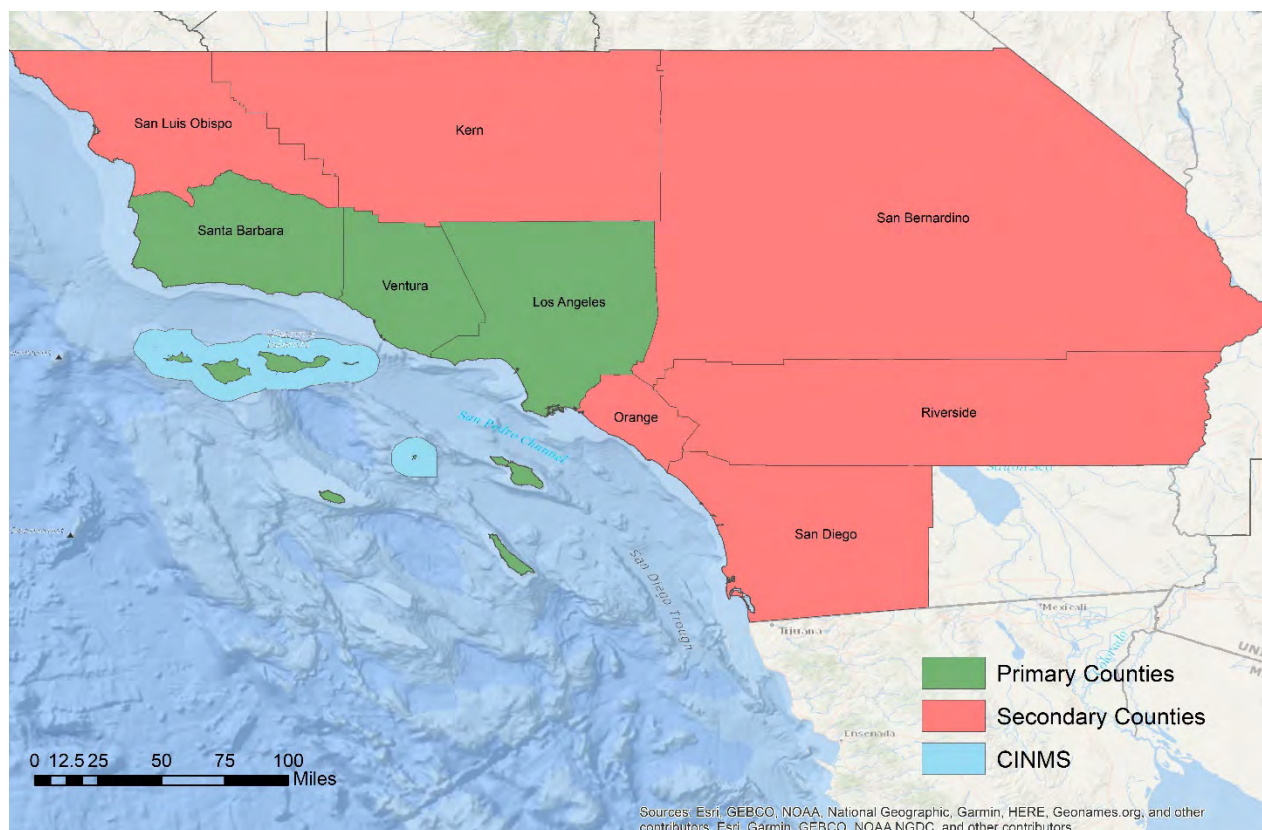 San Luis Obispo
Kern
San Bernardino
Santa Barbara
Ventura
Los Angeles
Orange
Riverside
San Pedro Channel
San Diego
San Diego Trough
Mexicali
Tijuana
Colorado
Ensenada
Primary Counties
Secondary Counties
CINMS
0 12.5 25 50 75 100
Miles
Sources: Esri, GEBCO, NOAA, National Geographic, Garmin, HERE, Geonames.org, and other
contributors, Esri, Garmin, GEBCO, NOAA NGDC, and other contributors